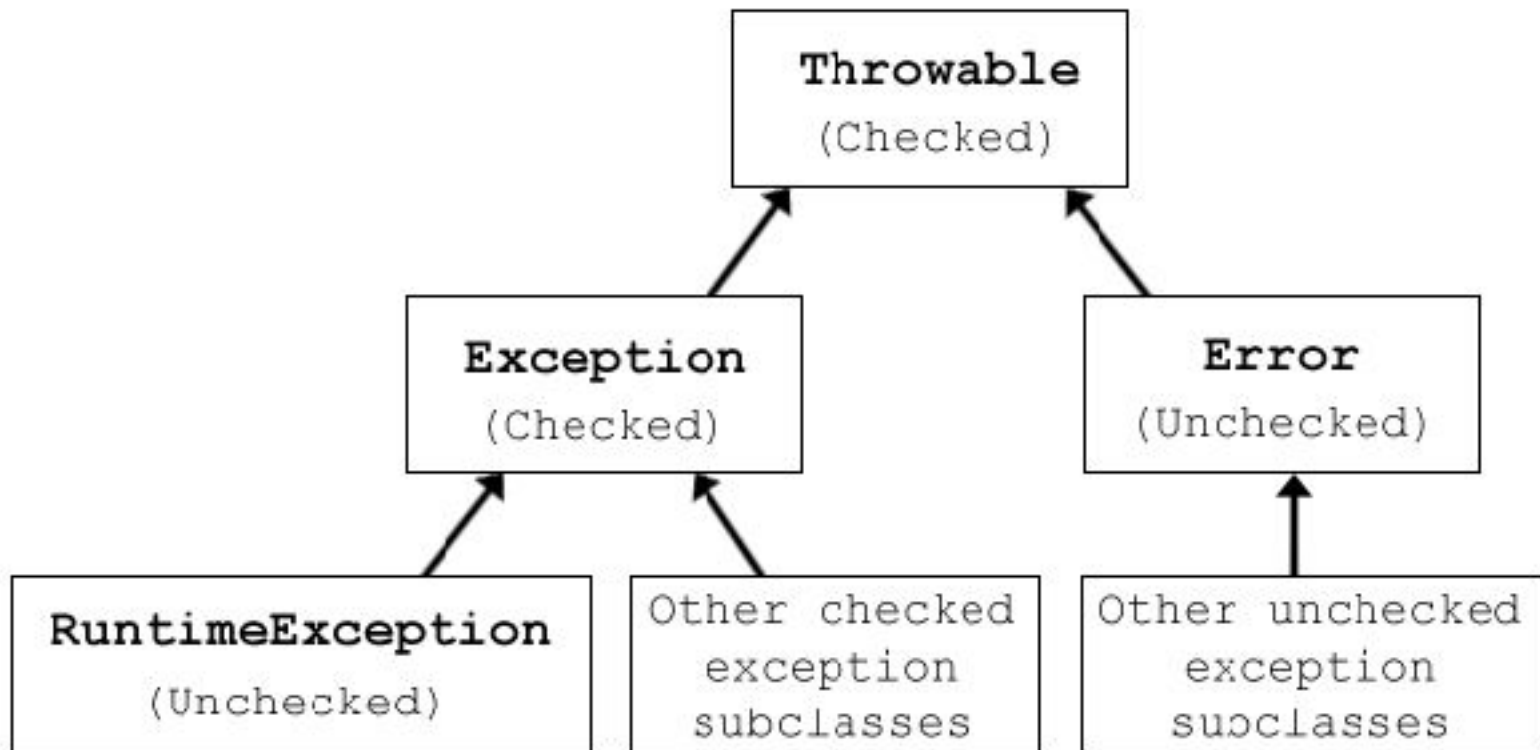 Throwable
(Checked)
Exception
(Checked)
Error
(Unchecked)
RuntimeException
(Unchecked)
Other checked
exception
subclasses
Other unchecked
exception
subclasses